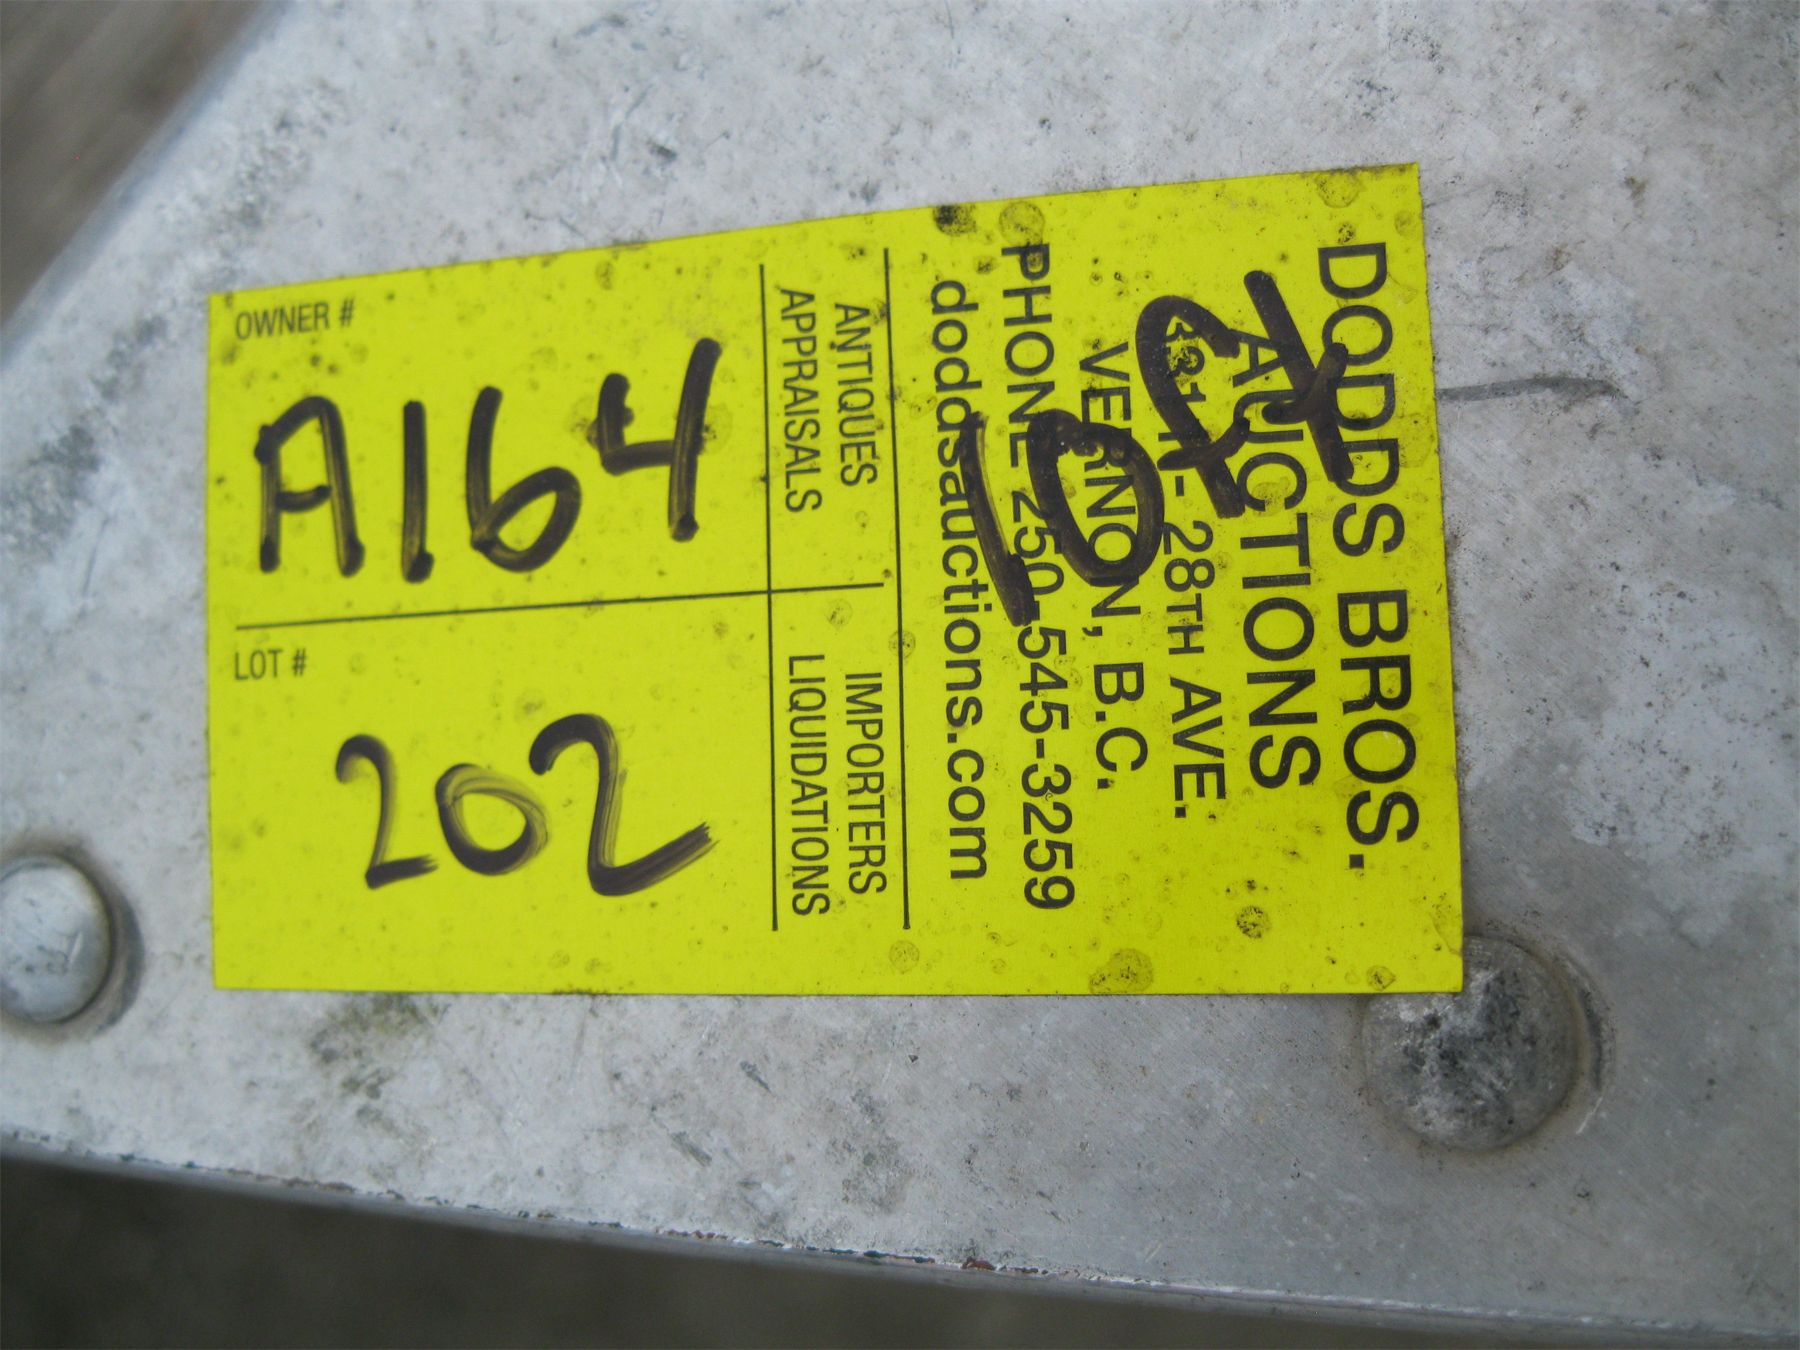 DODDS BROS.
AUCTIONS
28TH AVE.
VERNON, B.C.
PHONE 250-545-3259
doddsauctions.com
ANTIQUES
APPRAISALS
IMPORTERS
LIQUIDATIONS
OWNER #
A164
LOT #
202